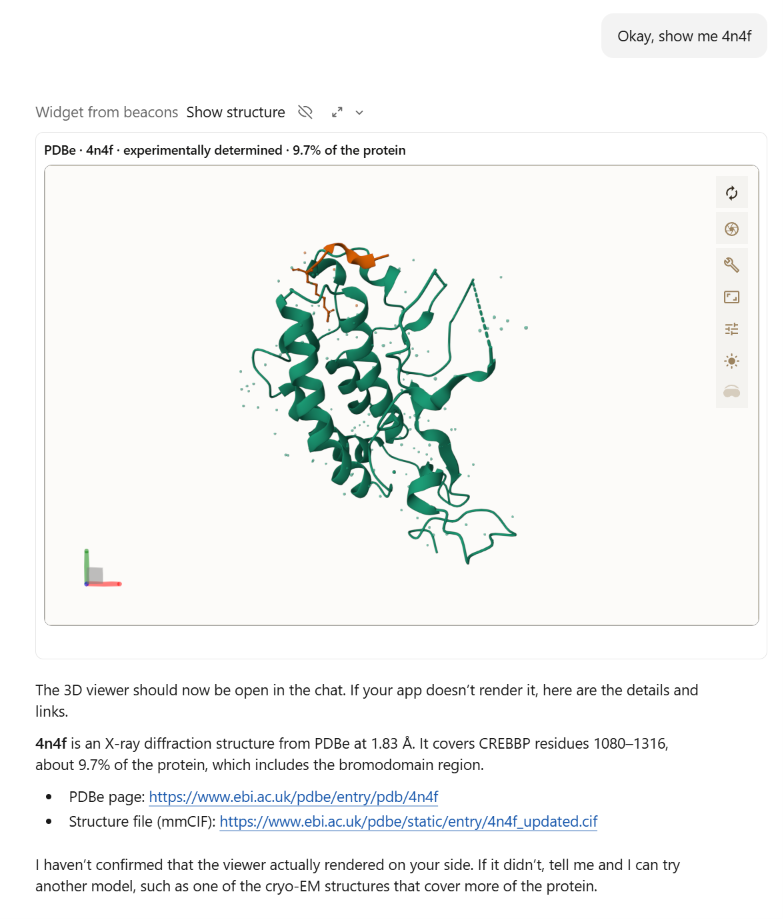 Okay, show me 4n4f
Widget from beacons Show structure
PDBe · 4n4f · experimentally determined · 9.7% of the protein
The 3D viewer should now be open in the chat. If your app doesn’t render it, here are the details and
links.
4n4f is an X-ray diffraction structure from PDBe at 1.83 Å. It covers CREBBP residues 1080–1316,
about 9.7% of the protein, which includes the bromodomain region.
• PDBe page: https://www.ebi.ac.uk/pdbe/entry/pdb/4n4f
• Structure file (mmCIF): https://www.ebi.ac.uk/pdbe/static/entry/4n4f_updated.cif
I haven’t confirmed that the viewer actually rendered on your side. If it didn’t, tell me and I can try
another model, such as one of the cryo-EM structures that cover more of the protein.